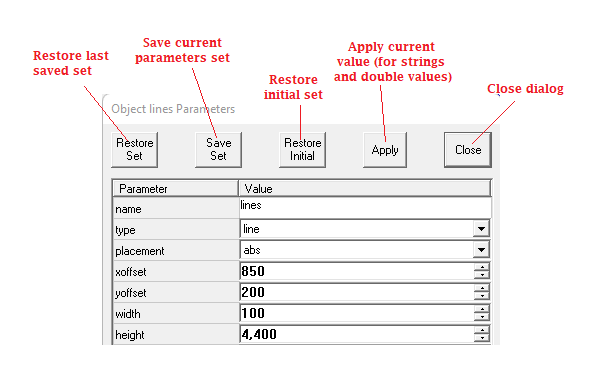 Save current
parameters set
Apply current
value (for strings
and double values)
Restore last
saved set
Restore
initial set
Close dialog
Object lines Parameters
Restore
Set
Save
Set
Restore
Initial
Apply
Close
Parameter Value
name lines
type line
placement abs
xoffset 850
yoffset 200
width 100
height 4,400